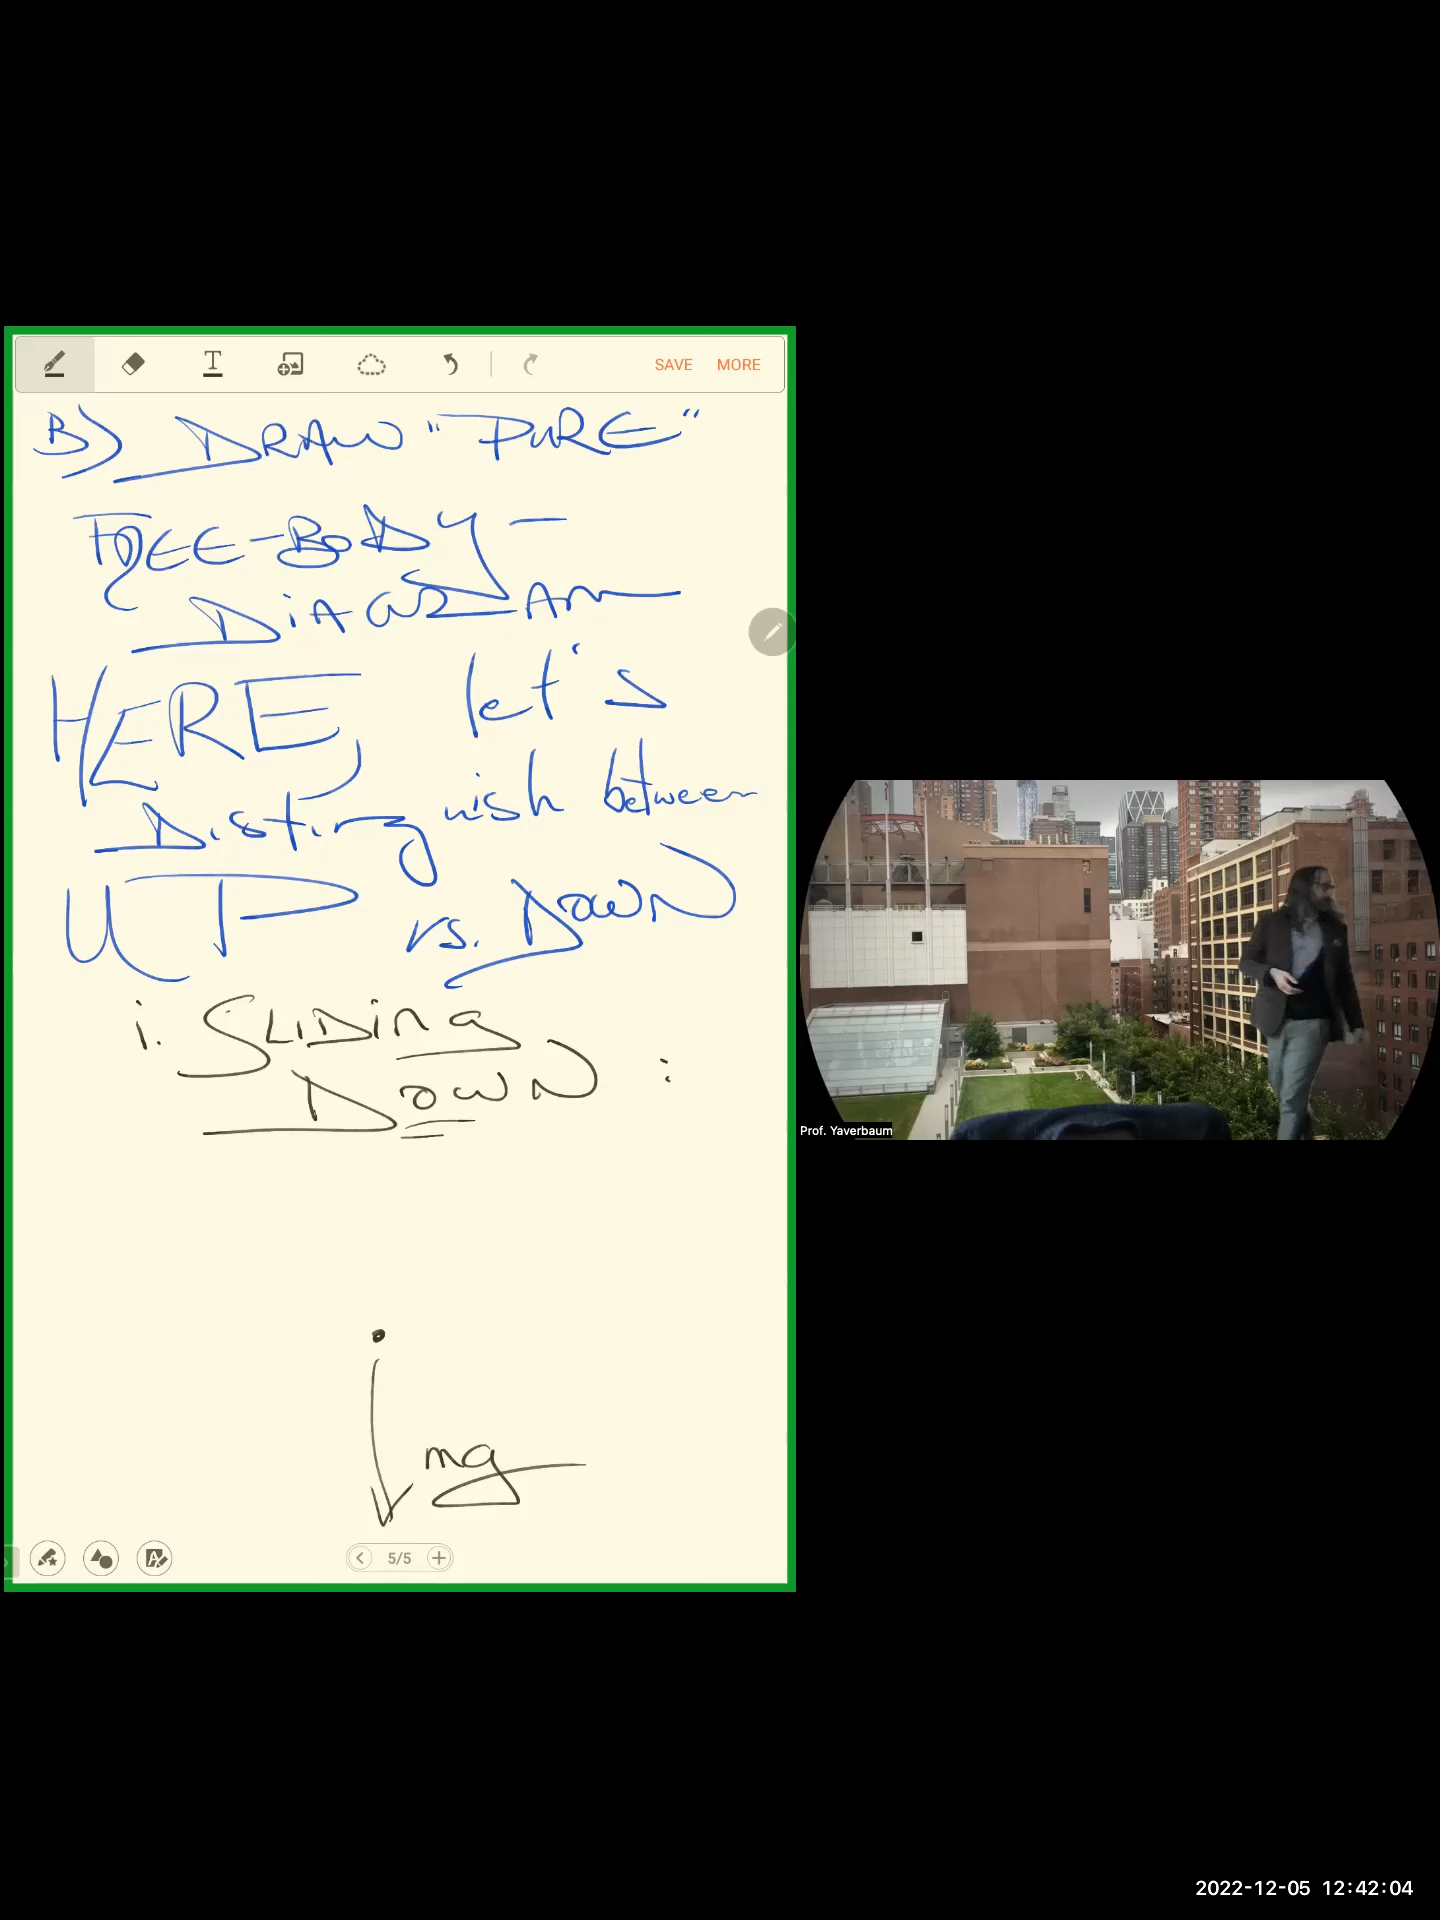 T
SAVE MORE
B) DRAW "PURE"
FREE-BODY-
DIAGRAM
HERE, let's
Distinguish between
UP vs. DOWN
i. SLIDING
DOWN :
mg
A
5/5
Prof. Yaverbaum
2022-12-05 12:42:04